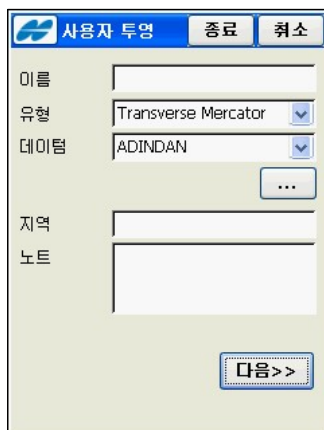 사용자 투영 종료 취소
이름
유형 Transverse Mercator
데이텀 ADINDAN
...
지역
노트
다음>>